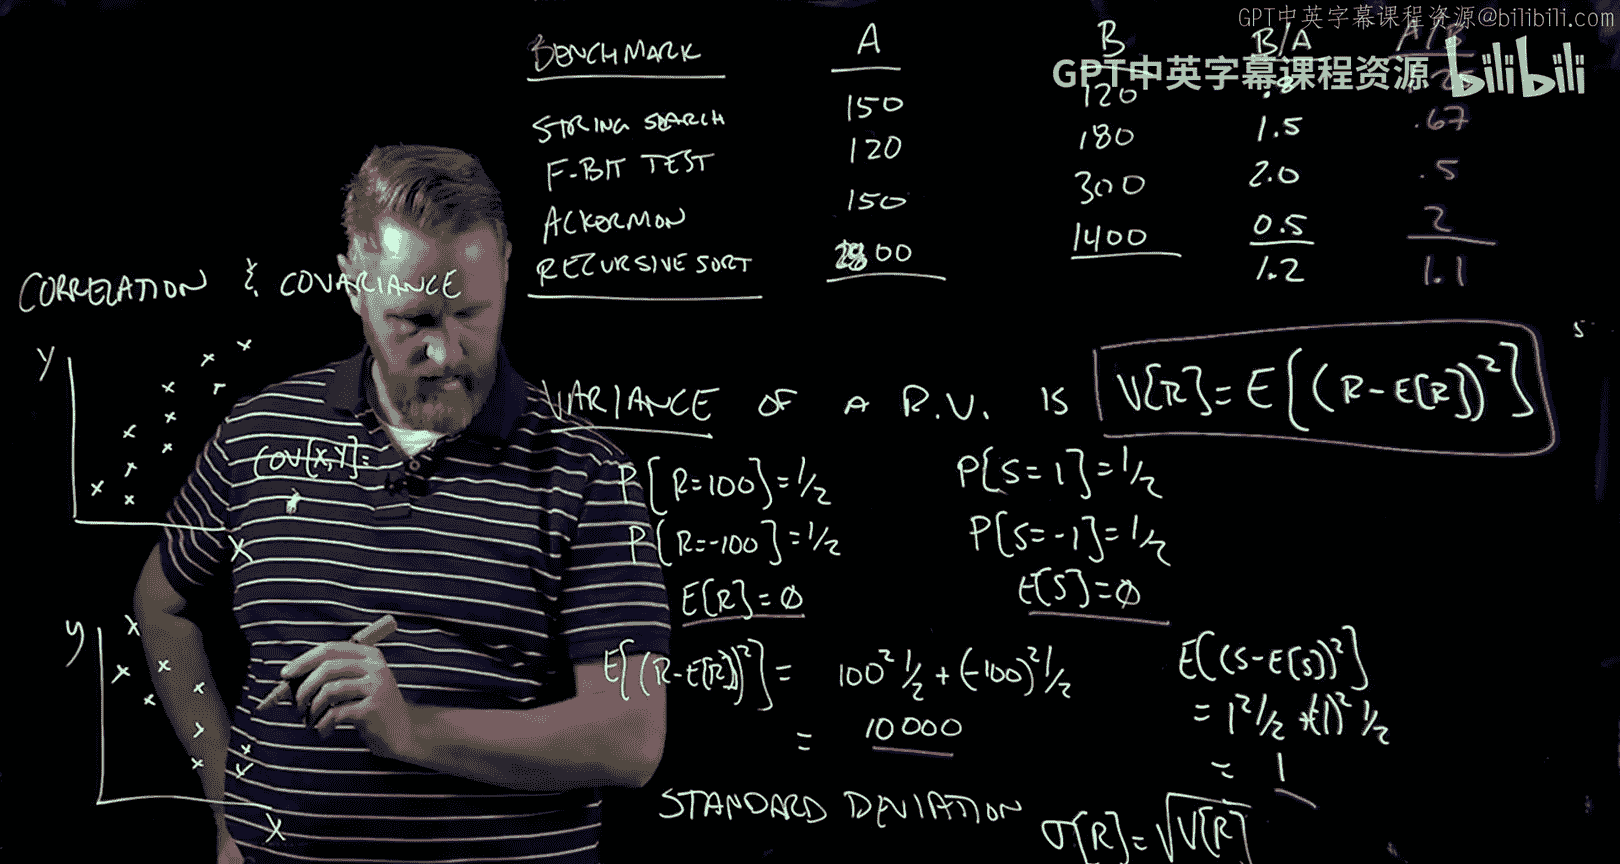 GPT中英字幕课程资源@bilibili.com
GPT中英字幕课程资源 bilibili
BENCHMARK A B B/A A/B
STRING SEARCH 150 120
F-BIT TEST 120 180 1.5 .67
ACKERMON 150 300 2.0 .5
RECURSIVE SORT 1400 0.5 2
1.2 1.1
CORRELATION & COVARIANCE
Y
X
COV[X,Y]=
y
X
VARIANCE OF A R.V. IS V[R]=E[(R-E[R])²]
P[R=100]=1/2 P[S=1]=1/2
P[R=-100]=1/2 P[S=-1]=1/2
E[R]=∅ E[S]=∅
E[(R-E[R])²]= 100² 1/2 + (-100)² 1/2
= 10000
E[(S-E[S])²]
= 1² 1/2 + (-1)² 1/2
= 1
STANDARD DEVIATION σ[R]=√V[R]